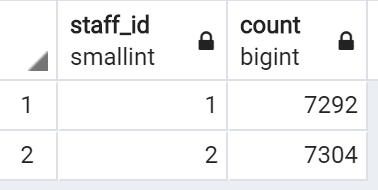 staff_id count
smallint bigint
1 1 7292
2 2 7304